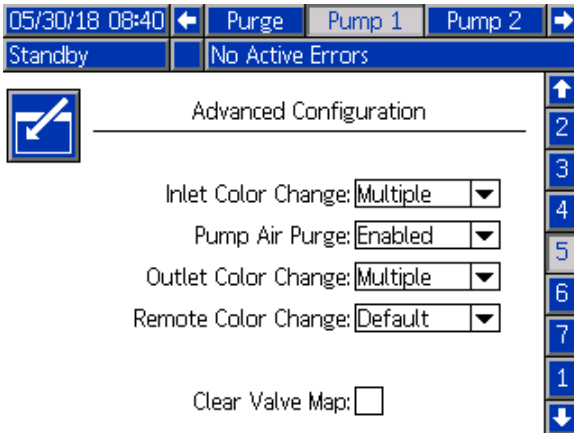 05/30/18 08:40 Purge Pump 1 Pump 2
Standby No Active Errors
Advanced Configuration
2
3
Inlet Color Change: Multiple
4
Pump Air Purge: Enabled
5
Outlet Color Change: Multiple
6
Remote Color Change: Default
7
1
Clear Valve Map: